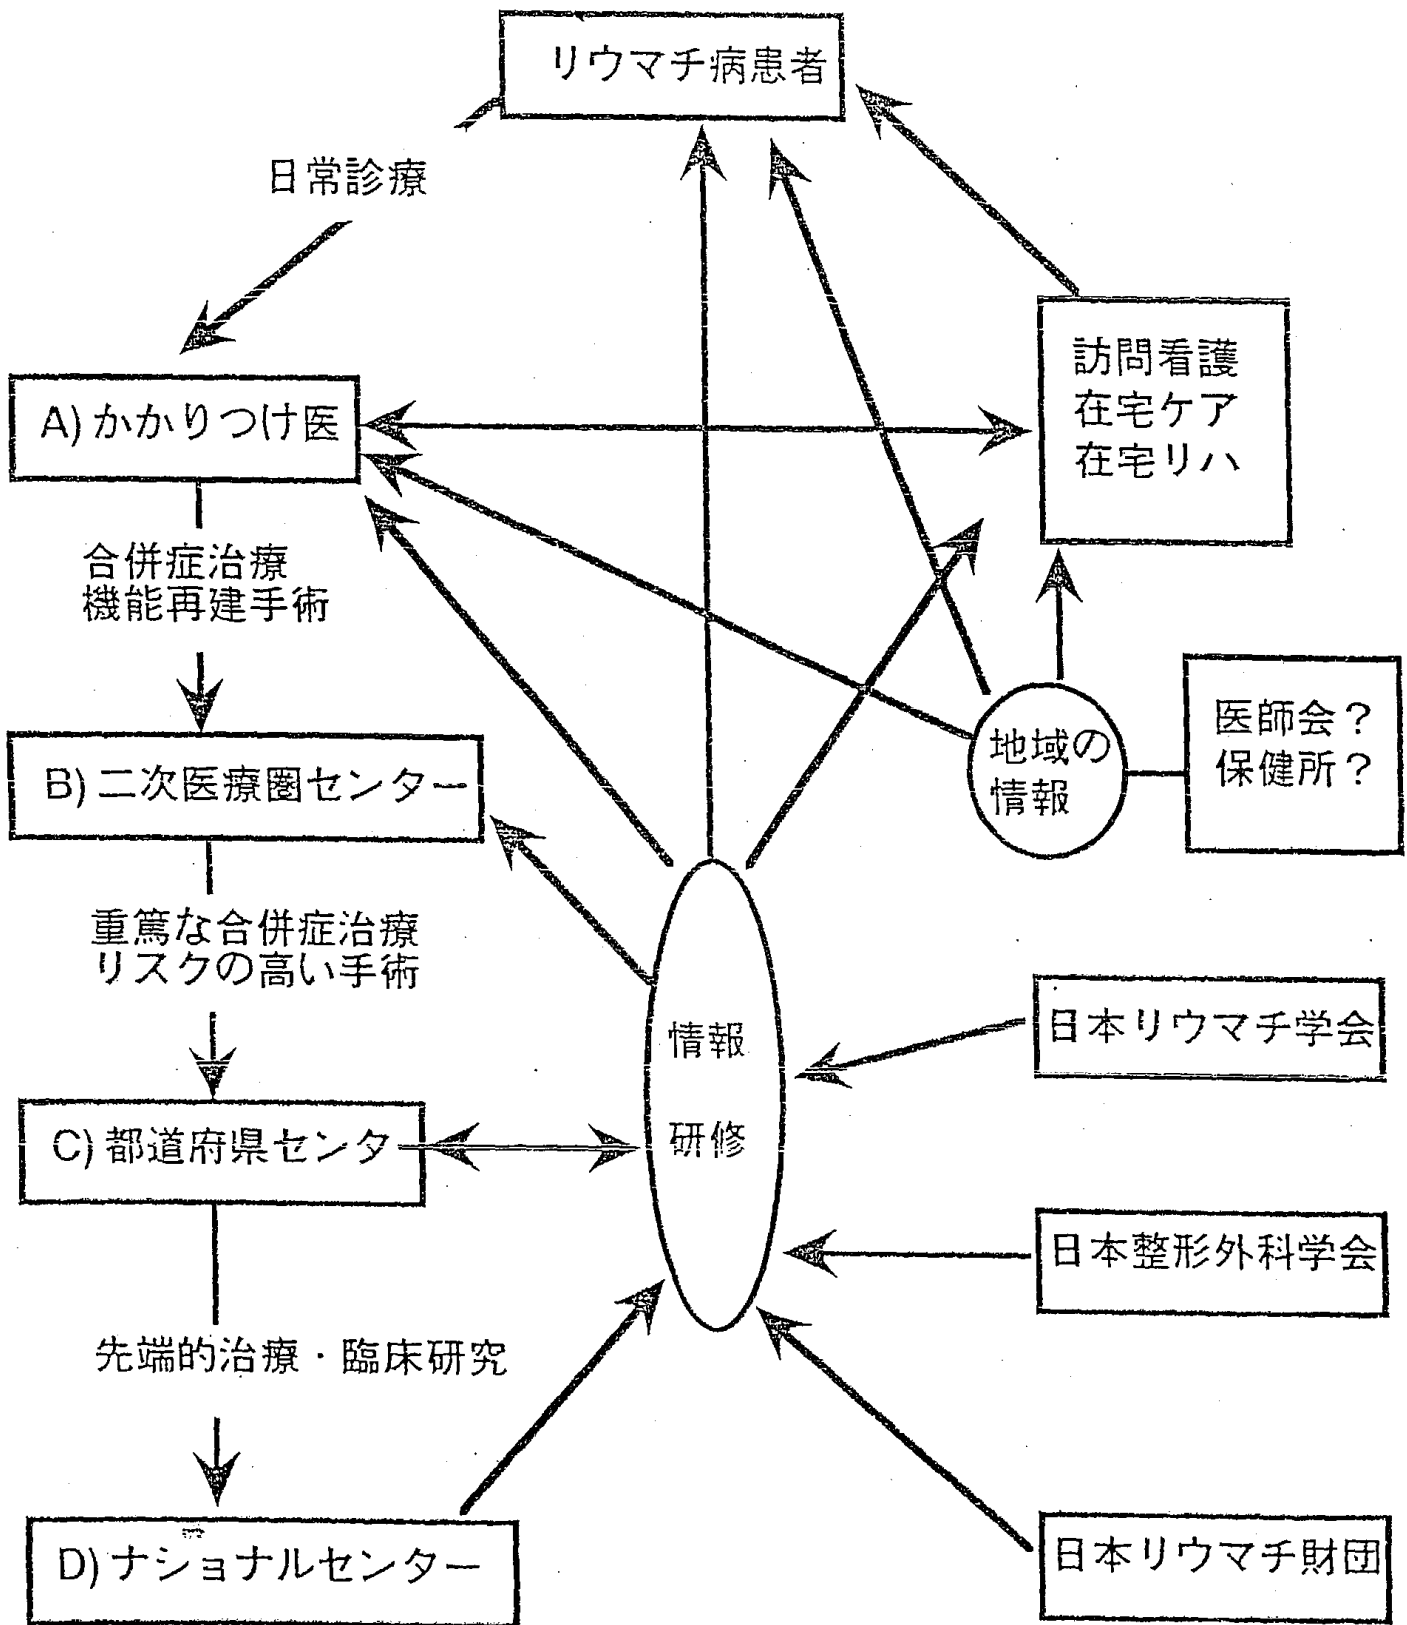 リウマチ病患者
日常診療
A) かかりつけ医
訪問看護
在宅ケア
在宅リハ
合併症治療
機能再建手術
B) 二次医療圏センター
地域の
情報
医師会？
保健所？
重篤な合併症治療
リスクの高い手術
情報
研修
日本リウマチ学会
C) 都道府県センタ
日本整形外科学会
先端的治療・臨床研究
D) ナショナルセンター
日本リウマチ財団